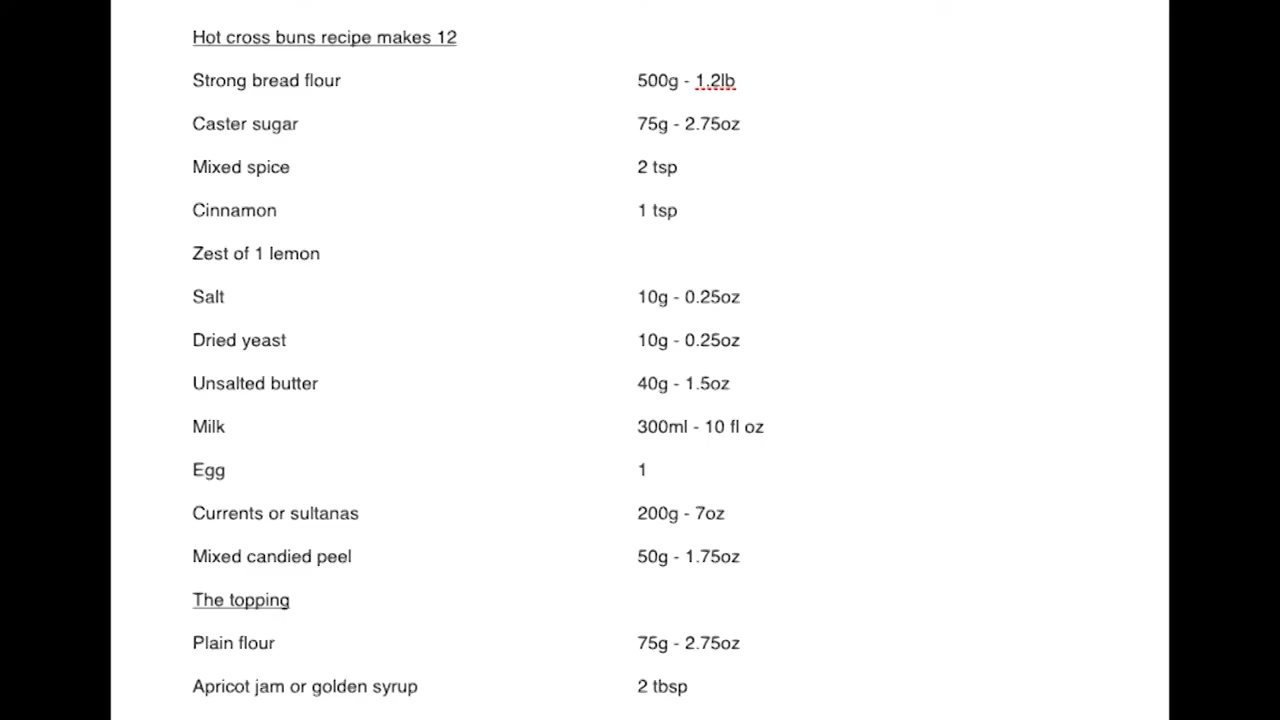 Hot cross buns recipe makes 12
Strong bread flour 500g - 1.2lb
Caster sugar 75g - 2.75oz
Mixed spice 2 tsp
Cinnamon 1 tsp
Zest of 1 lemon
Salt 10g - 0.25oz
Dried yeast 10g - 0.25oz
Unsalted butter 40g - 1.5oz
Milk 300ml - 10 fl oz
Egg 1
Currents or sultanas 200g - 7oz
Mixed candied peel 50g - 1.75oz
The topping
Plain flour 75g - 2.75oz
Apricot jam or golden syrup 2 tbsp